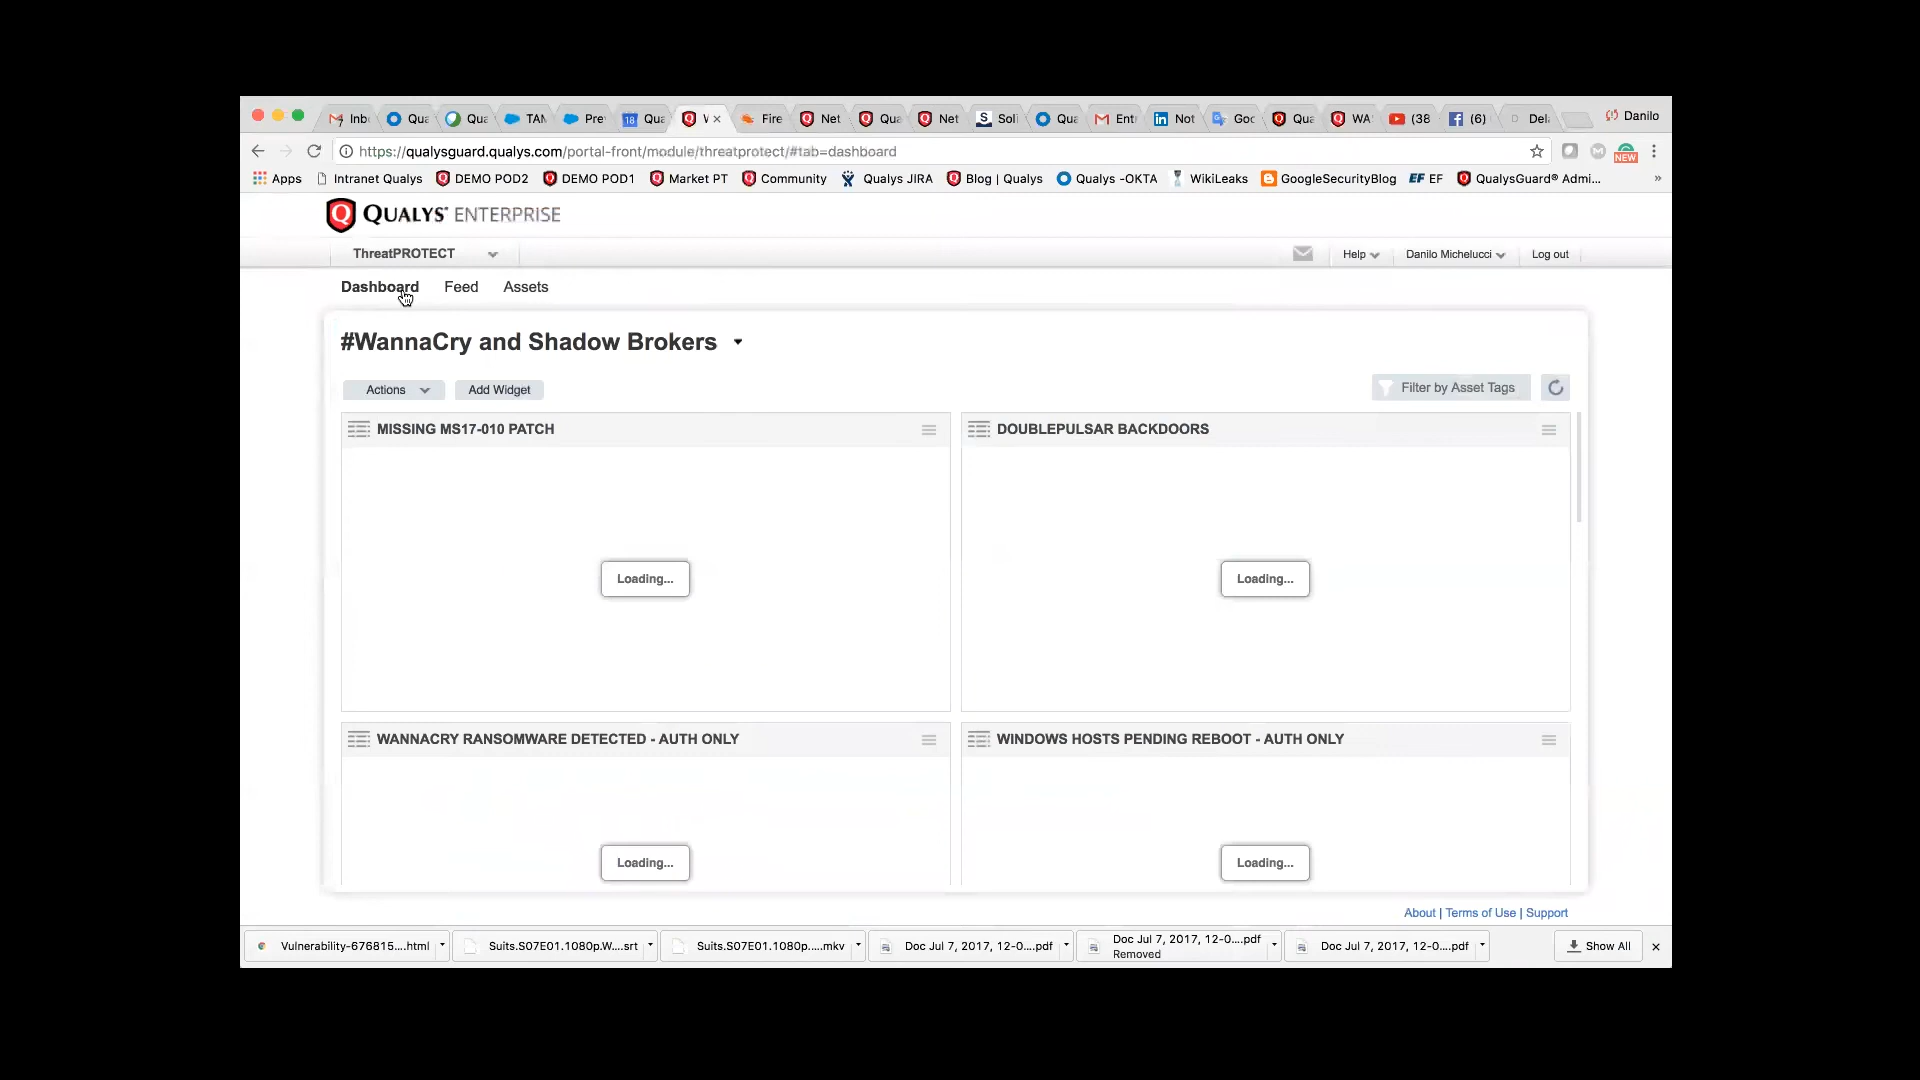 Inb Qua Qua TAM Pre Qua Fire Net Qua Net Soli Qua Entr Not Goo Qua WA (38 (6) Dela Danilo
https://qualysguard.qualys.com/portal-front/module/threatprotect/#tab=dashboard
NEW
Apps Intranet Qualys DEMO POD2 DEMO POD1 Market PT Community Qualys JIRA Blog | Qualys Qualys -OKTA WikiLeaks GoogleSecurityBlog EF EF QualysGuard® Admi... »
QUALYS® ENTERPRISE
ThreatPROTECT Help Danilo Michelucci Log out
Dashboard Feed Assets
#WannaCry and Shadow Brokers
Actions Add Widget Filter by Asset Tags
MISSING MS17-010 PATCH DOUBLEPULSAR BACKDOORS
Loading... Loading...
WANNACRY RANSOMWARE DETECTED - AUTH ONLY WINDOWS HOSTS PENDING REBOOT - AUTH ONLY
Loading... Loading...
About | Terms of Use | Support
Vulnerability-676815....html Suits.S07E01.1080p.W....srt Suits.S07E01.1080p.....mkv Doc Jul 7, 2017, 12-0....pdf Doc Jul 7, 2017, 12-0....pdf Doc Jul 7, 2017, 12-0....pdf Show All
Removed